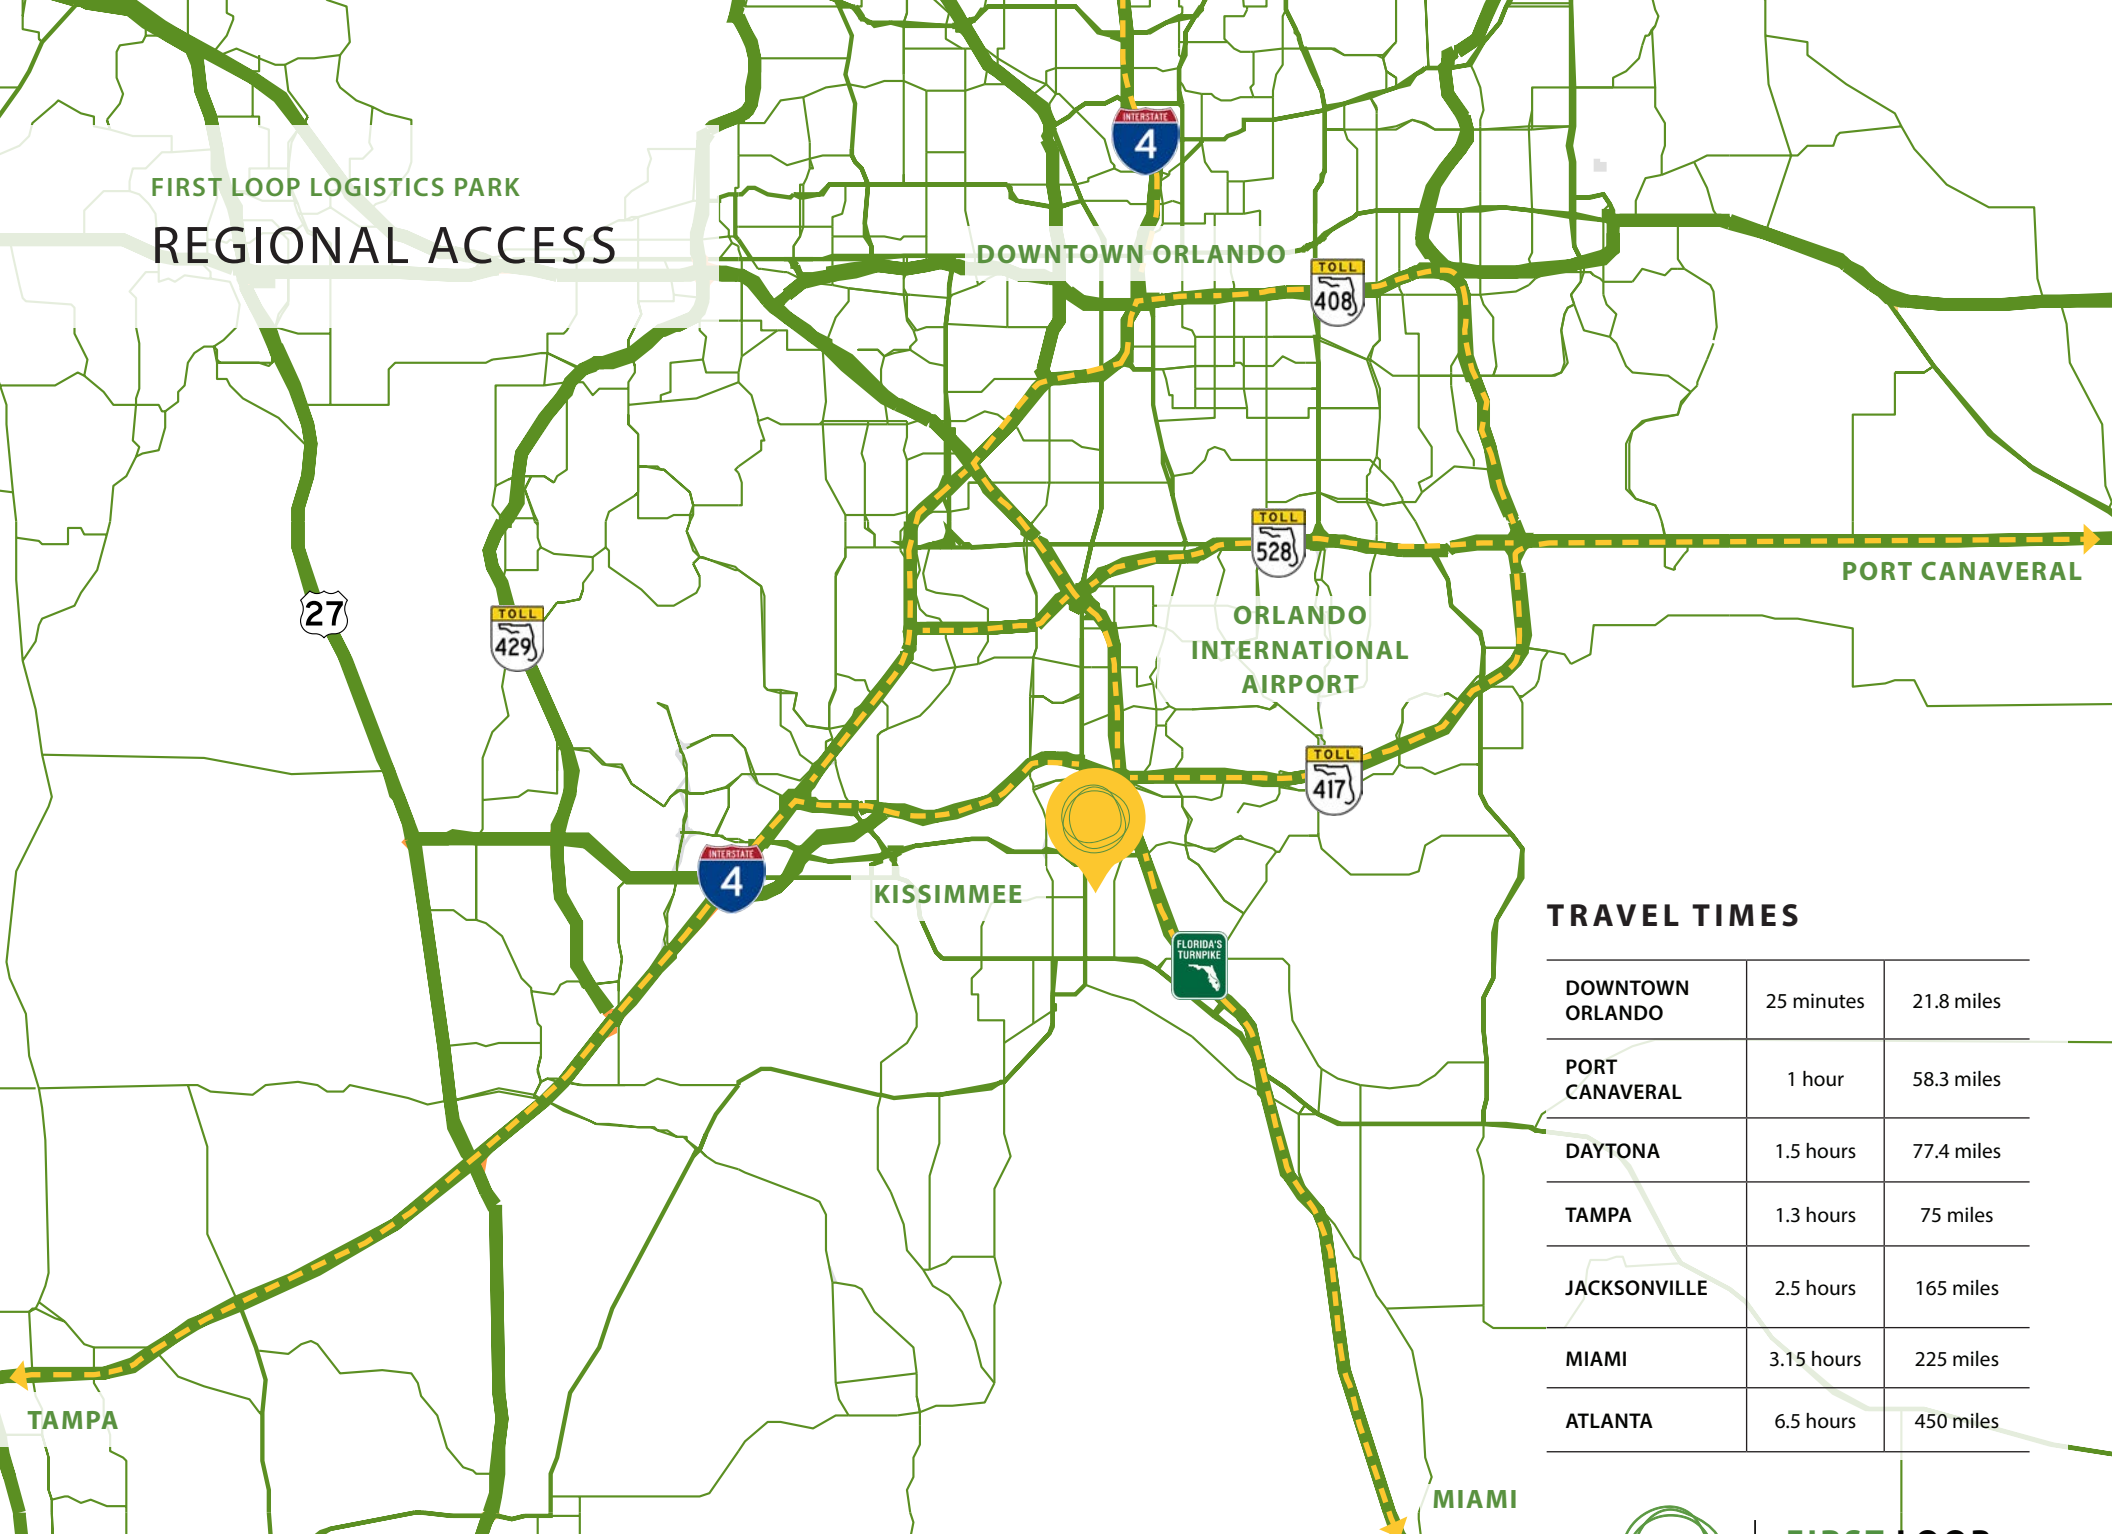 INTERSTATE
4
FIRST LOOP LOGISTICS PARK
REGIONAL ACCESS
DOWNTOWN ORLANDO
TOLL
408
TOLL
528
PORT CANAVERAL
27
TOLL
429
ORLANDO
INTERNATIONAL
AIRPORT
TOLL
417
INTERSTATE
4
KISSIMMEE
FLORIDA'S
TURNPIKE
TRAVEL TIMES
DOWNTOWN
ORLANDO
25 minutes
21.8 miles
PORT
CANAVERAL
1 hour
58.3 miles
DAYTONA
1.5 hours
77.4 miles
TAMPA
1.3 hours
75 miles
JACKSONVILLE
2.5 hours
165 miles
MIAMI
3.15 hours
225 miles
ATLANTA
6.5 hours
450 miles
TAMPA
MIAMI
FIRST LOOP